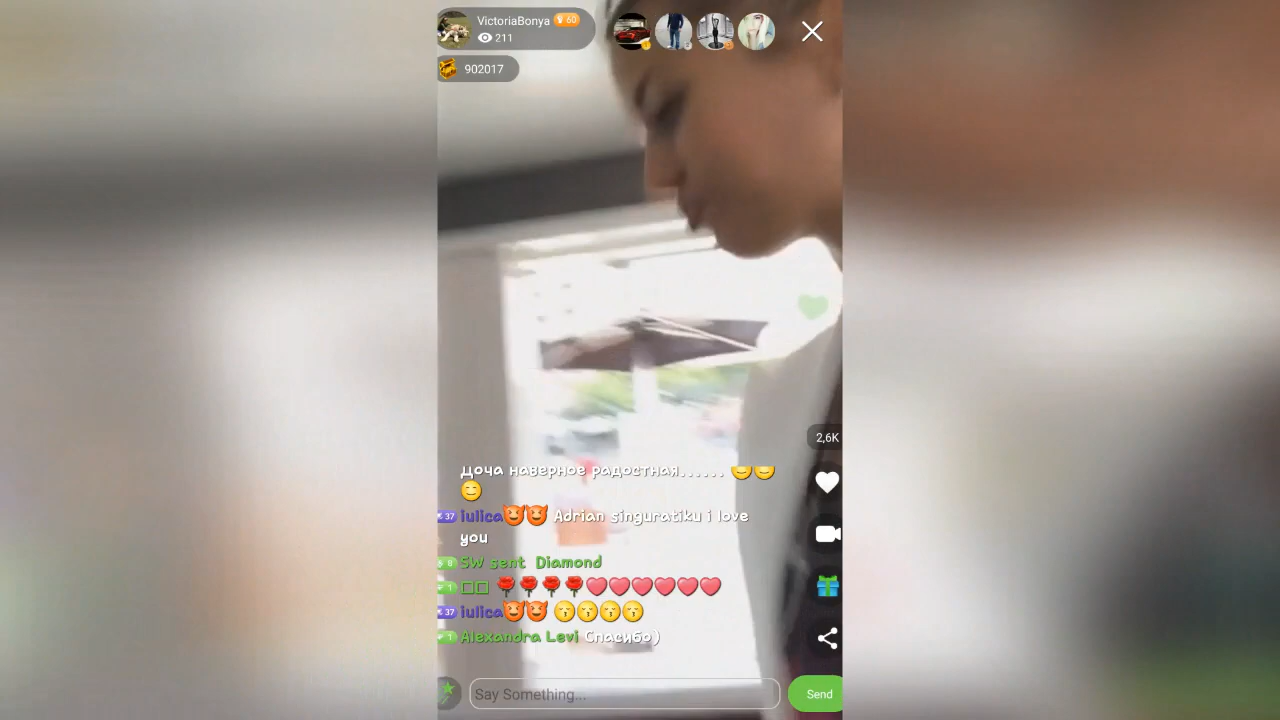 VictoriaBonya 60
211
902017
2,6K
Доча наверное радостная......
37 iulica Adrian singuratiku i love
you
8 SW sent Diamond
1
37 iulica
1 Alexandra Levi Спасибо)
Say Something...
Send